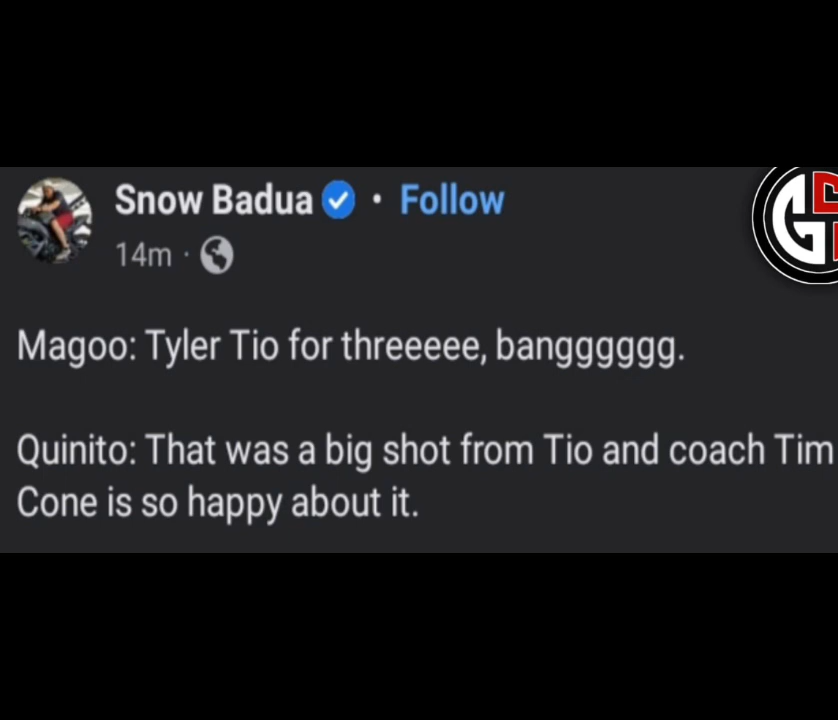 Snow Badua • Follow
14m ·
Magoo: Tyler Tio for threeeee, bangggggg.
Quinito: That was a big shot from Tio and coach Tim
Cone is so happy about it.